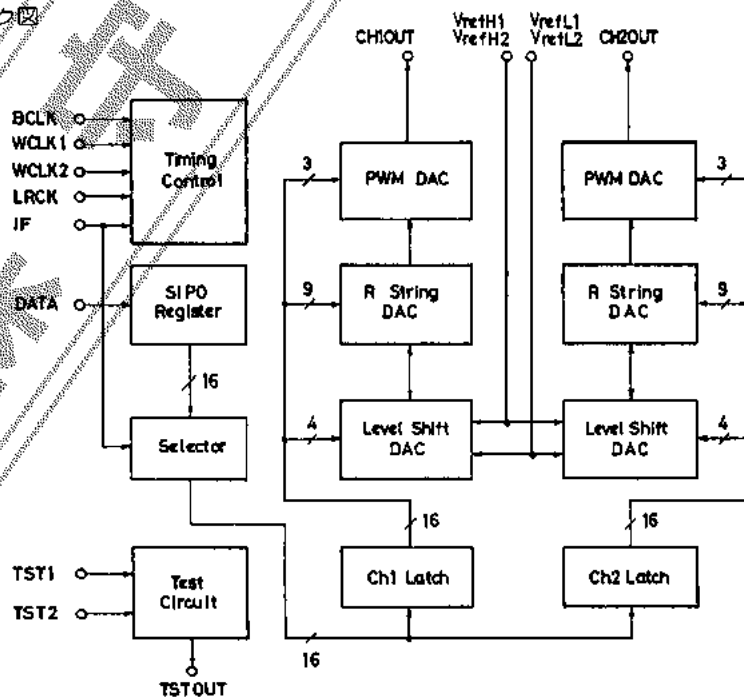 ク図
CH1OUT
VrefH1
VrefH2
VrefL1
VrefL2
CH2OUT
BCLK
WCLK1
WCLK2
LRCK
IF
Timing
Control
3
PWM DAC
PWM DAC
3
DATA
SIPO
Register
9
R String
DAC
R String
DAC
9
16
Selector
4
Level Shift
DAC
Level Shift
DAC
4
16
16
TST1
TST2
Test
Circuit
Ch1 Latch
Ch2 Latch
16
TSTOUT